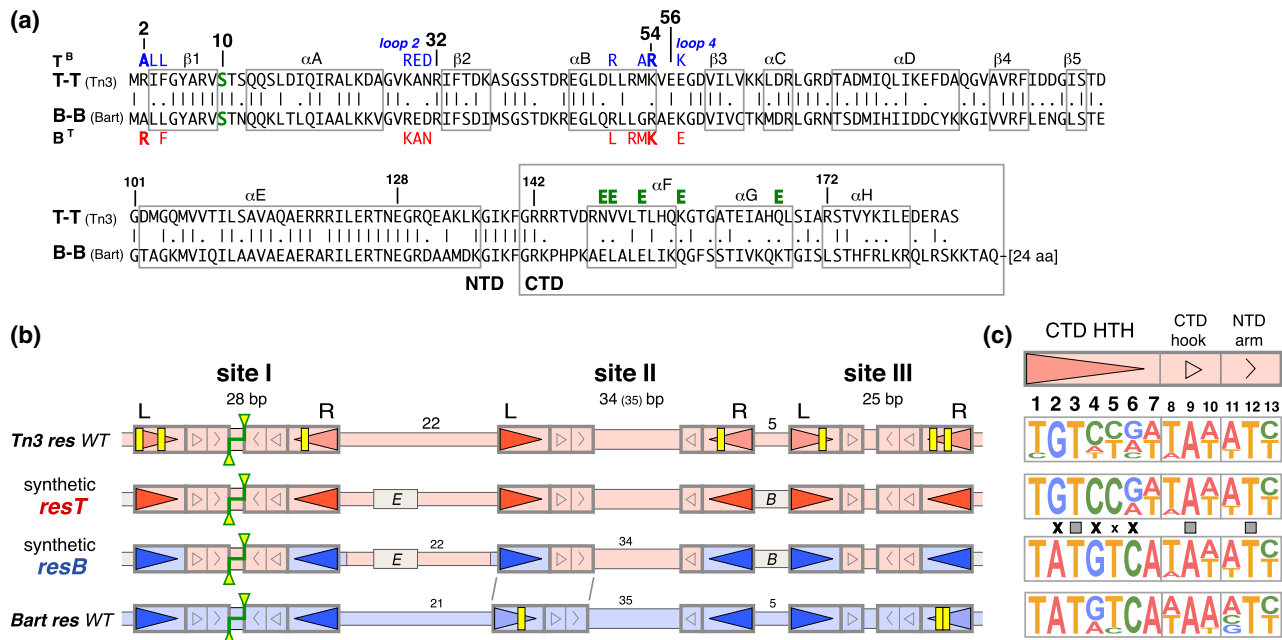 (a)
2 10 32 54 56
loop 2 loop 4
T B ALL β1 αA RED β2 αB R AR K β3 αC αD β4 β5
T-T (Tn3) MRIFGYARVSTSQQSLDIQIRALKDAGVKANRIFTDKASGSSTDREGLDLLRMKVEEGDVILVKKLDRLGRDTADMIQLIKEFDAQGVAVRFIDDGISTD
B-B (Bart) MALLGYARVSTNQQKLTLQIAALKKVGVREDRIFSDIMSGSTDKREGLQRLLGRAEKGDVIVCTKMDRLGRNTSDMIHIIDDCYKKGIVVRFLENGLSTE
B T R F KAN L RMK E
101 128 142 172
αE EE E αF E αG E αH
T-T (Tn3) GDMGQMVVTILSAVAQAERRRILERTNEGRQEAKLKGIKFGRRRTVDRNVVLTLHQKGTGATEIAHQLSIARSTVYKILEDERAS
B-B (Bart) GTAGKMVIQILAAVAEAERARILERTNEGRDAAMDKGIKFGRKPHPKAELALELIKQGFSSTIVKQKTGISLSTHFRLKRQLRSKKTAQ-[24 aa]
NTD CTD
(b)
site I site II site III
28 bp 34 (35) bp 25 bp
L R L R L R
Tn3 res WT 22 5
synthetic
resT E B
synthetic
resB 22 E 34 B
Bart res WT 21 35 5
(c)
CTD HTH CTD hook NTD arm
1 2 3 4 5 6 7 8 9 10 11 12 13